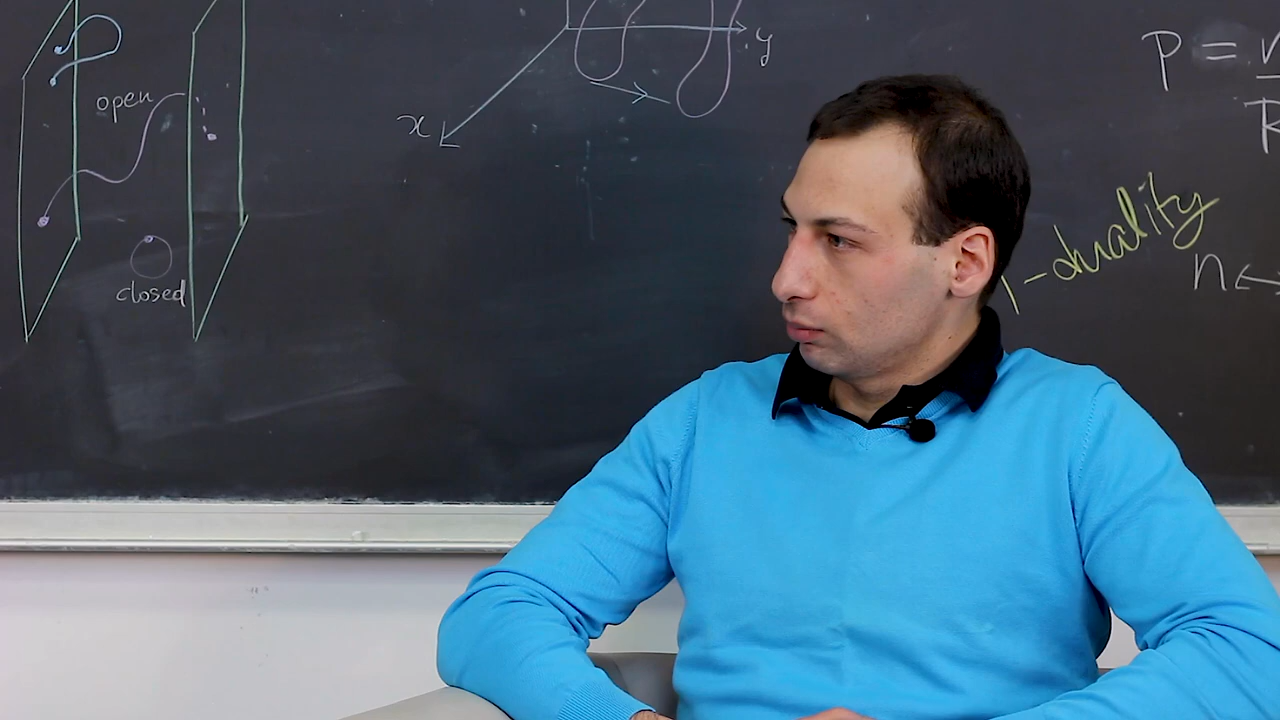 open
closed
x
y
P =
-duality
n